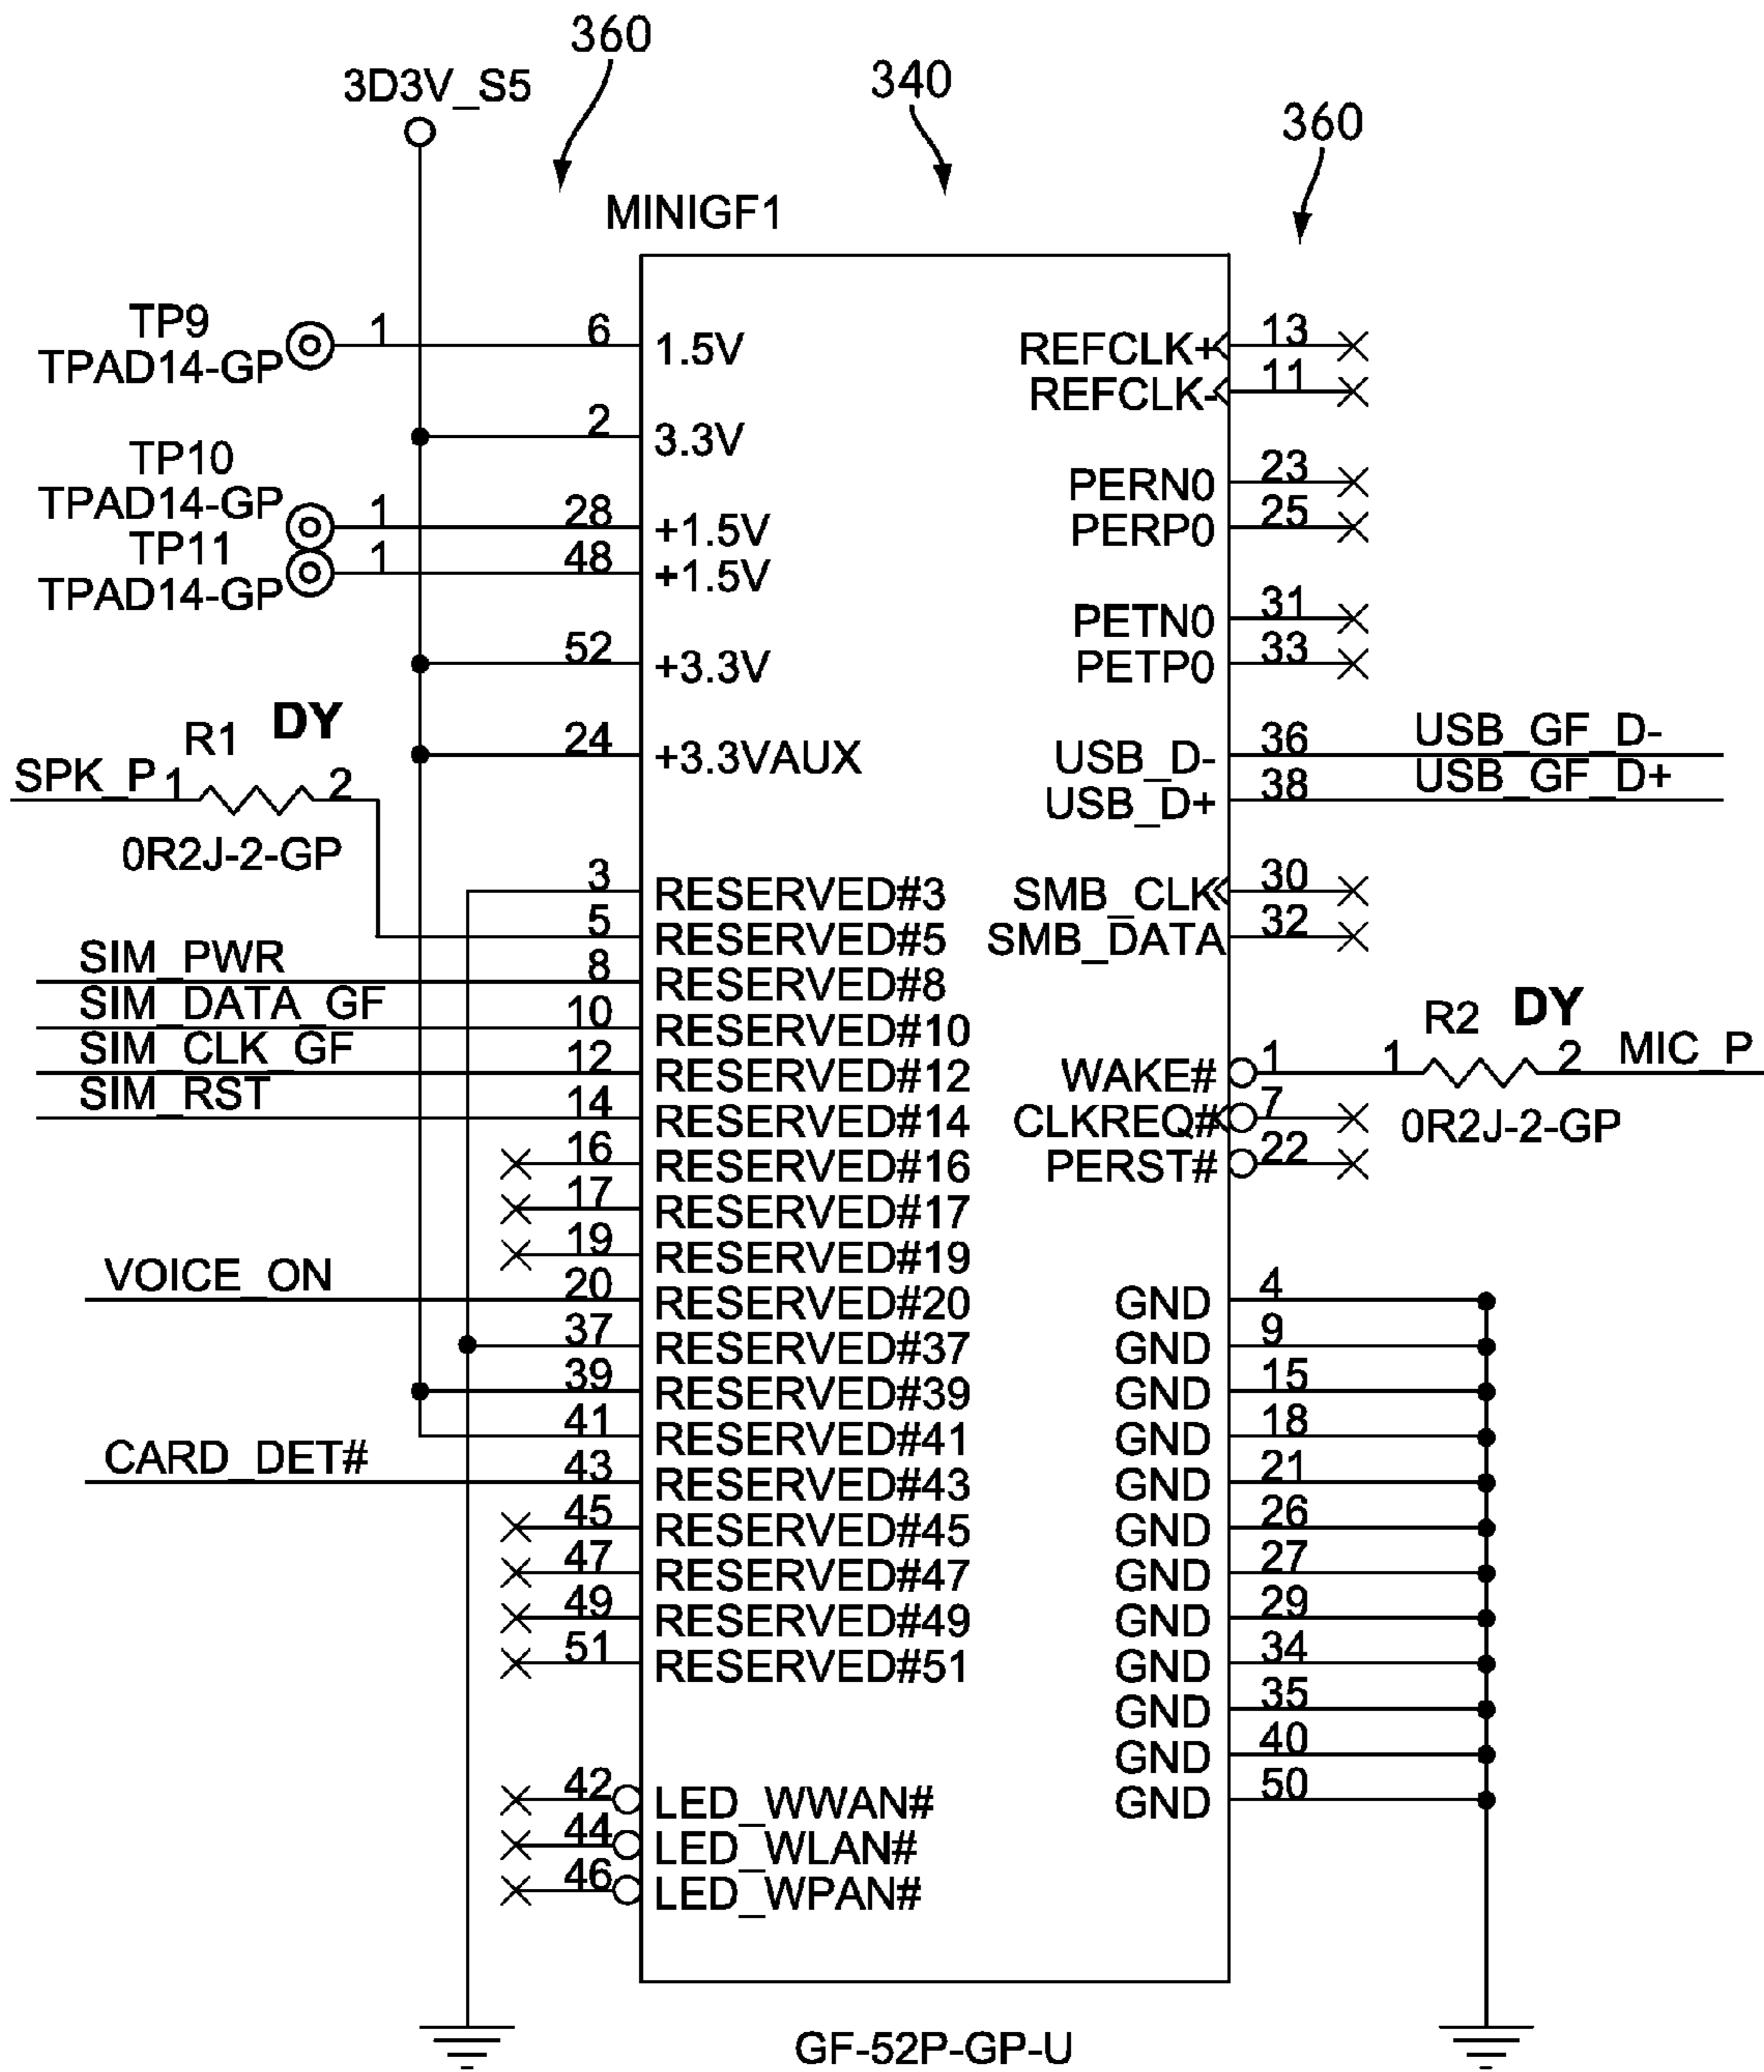 360
3D3V_S5
340
360
MINIGF1
TP9
TPAD14-GP
1
6
1.5V
REFCLK+
13
REFCLK-
11
2
3.3V
TP10
TPAD14-GP
1
28
+1.5V
PERN0
23
PERP0
25
TP11
TPAD14-GP
1
48
+1.5V
PETN0
31
52
+3.3V
PETP0
33
R1
DY
24
+3.3VAUX
USB_D-
36
USB_GF_D-
SPK_P
1
2
USB_D+
38
USB_GF_D+
0R2J-2-GP
3
RESERVED#3
SMB_CLK
30
5
RESERVED#5
SMB_DATA
32
SIM_PWR
8
RESERVED#8
SIM_DATA_GF
10
RESERVED#10
R2
DY
SIM_CLK_GF
12
RESERVED#12
WAKE#
1
1
2
MIC_P
SIM_RST
14
RESERVED#14
CLKREQ#
7
0R2J-2-GP
16
RESERVED#16
PERST#
22
17
RESERVED#17
19
RESERVED#19
VOICE_ON
20
RESERVED#20
GND
4
37
RESERVED#37
GND
9
39
RESERVED#39
GND
15
41
RESERVED#41
GND
18
CARD_DET#
43
RESERVED#43
GND
21
45
RESERVED#45
GND
26
47
RESERVED#47
GND
27
49
RESERVED#49
GND
29
51
RESERVED#51
GND
34
GND
35
GND
40
42
LED_WWAN#
GND
50
44
LED_WLAN#
46
LED_WPAN#
GF-52P-GP-U